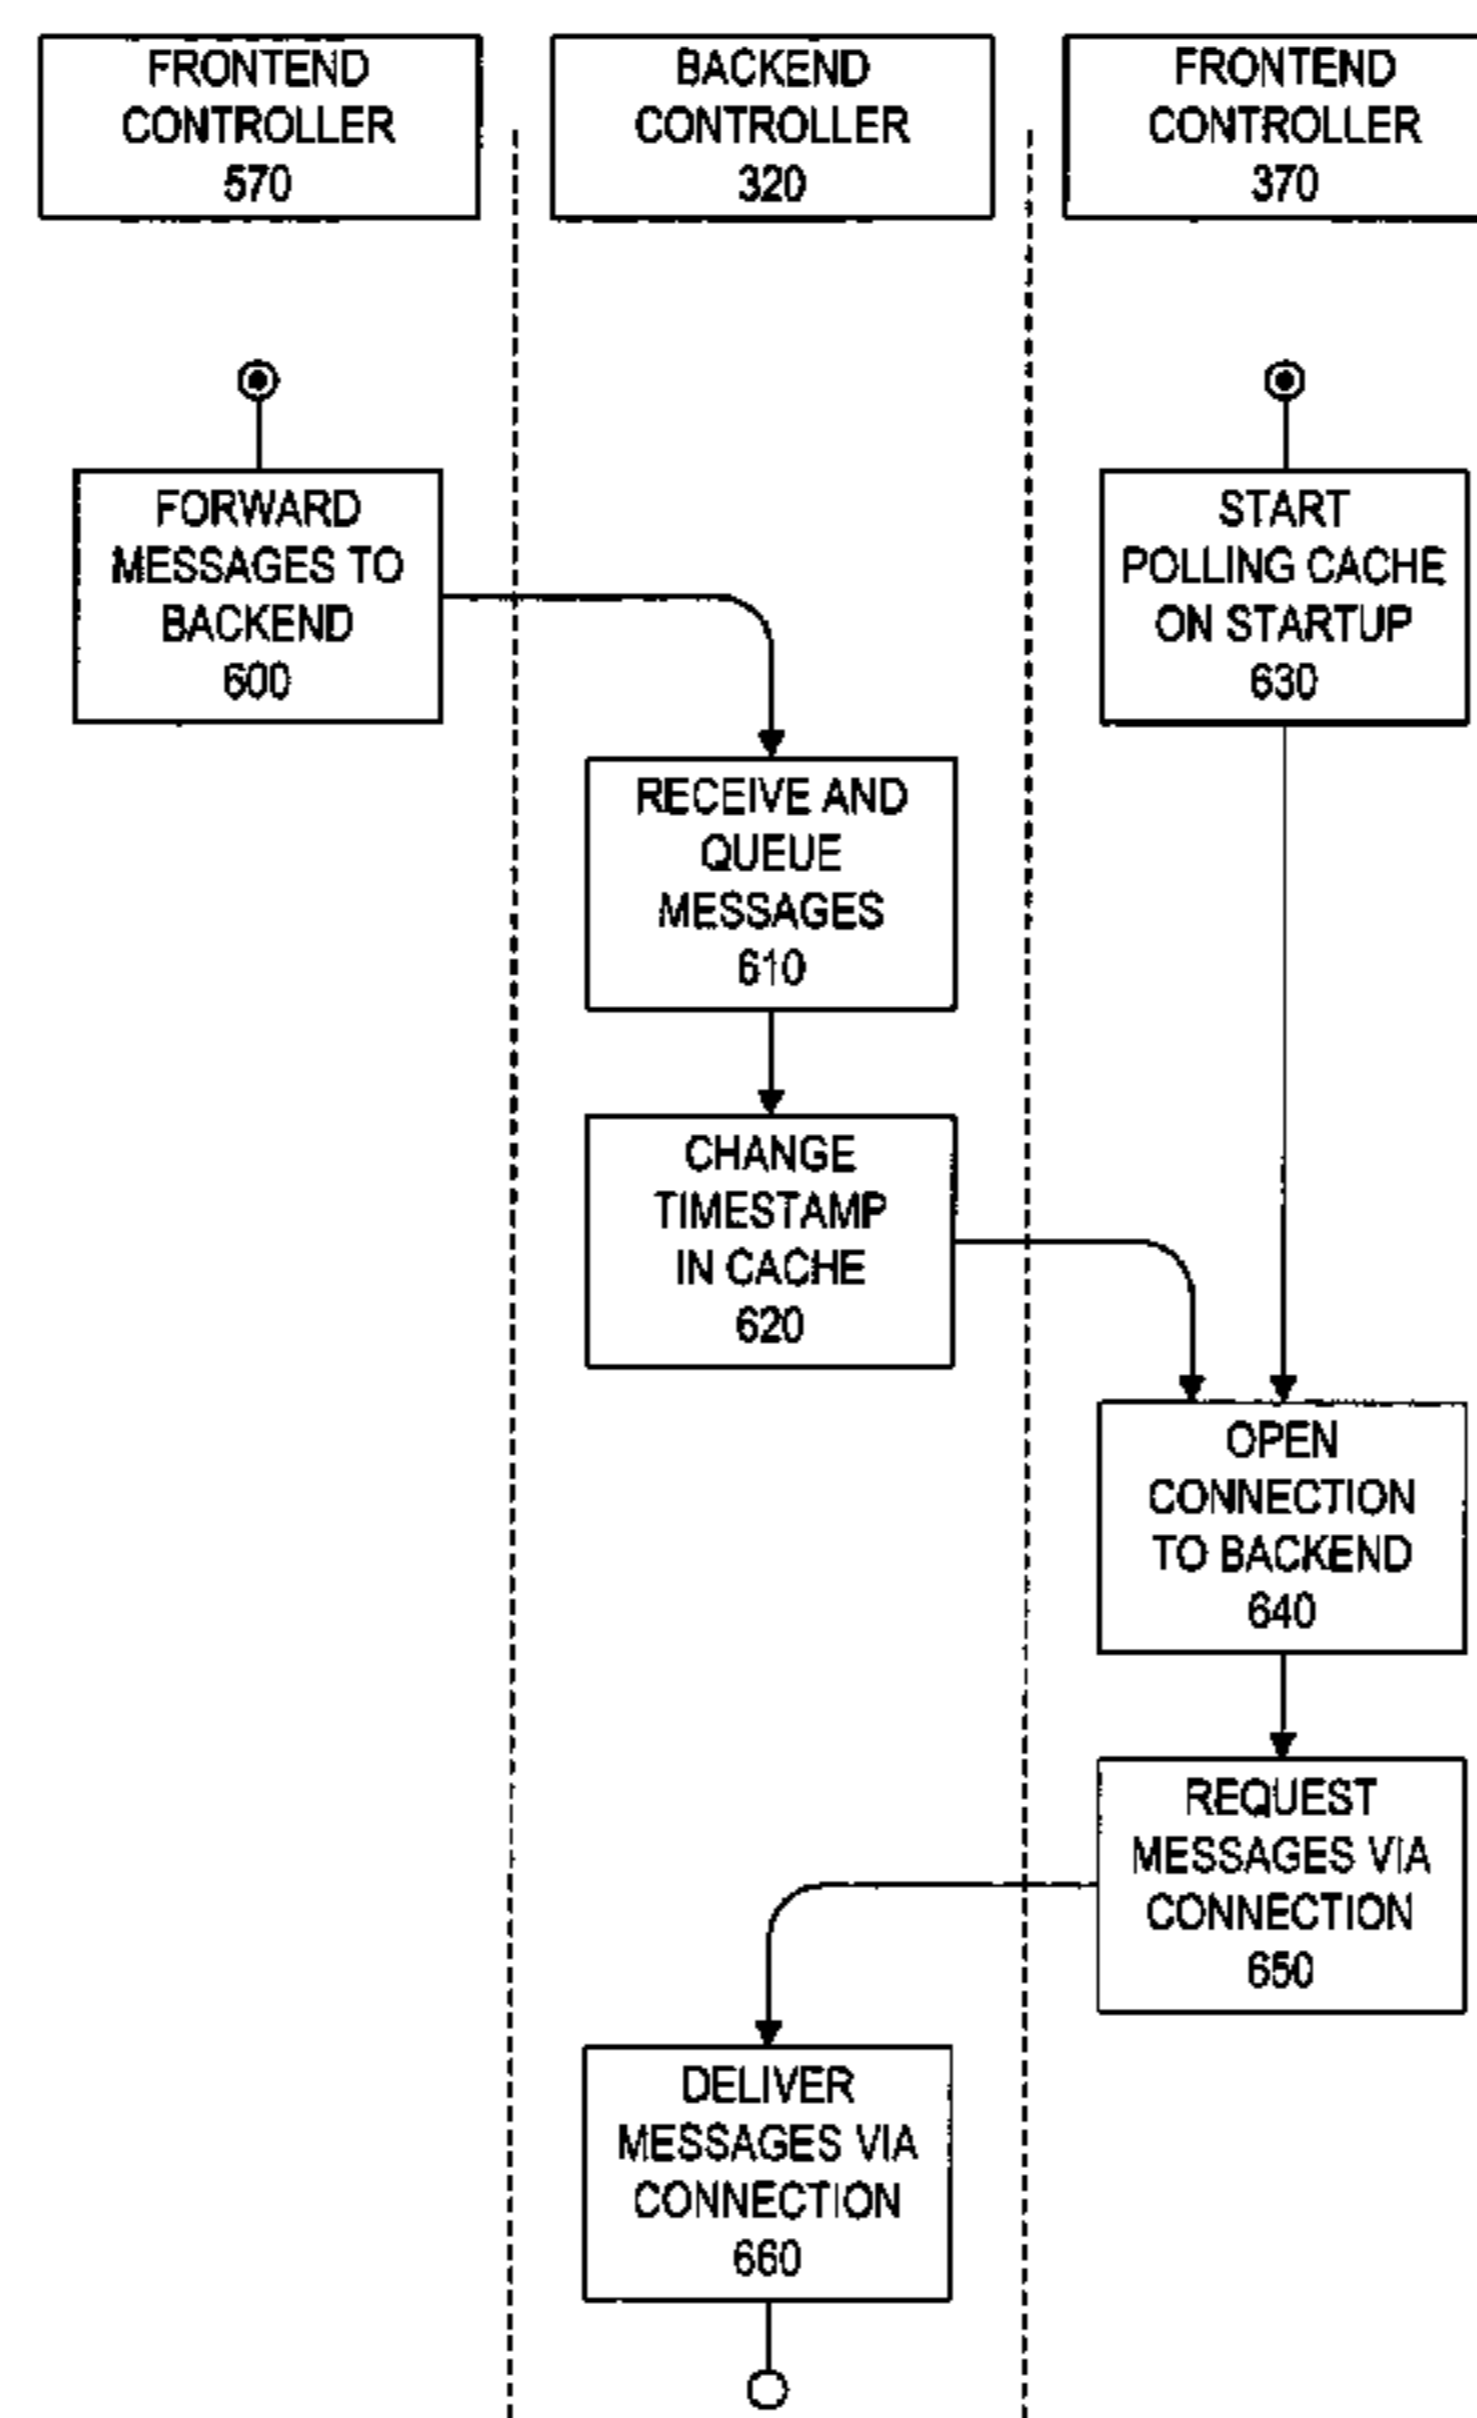 FRONTEND
CONTROLLER
570
BACKEND
CONTROLLER
320
FRONTEND
CONTROLLER
370
FORWARD
MESSAGES TO
BACKEND
600
START
POLLING CACHE
ON STARTUP
630
RECEIVE AND
QUEUE
MESSAGES
610
CHANGE
TIMESTAMP
IN CACHE
620
OPEN
CONNECTION
TO BACKEND
640
REQUEST
MESSAGES VIA
CONNECTION
650
DELIVER
MESSAGES VIA
CONNECTION
660